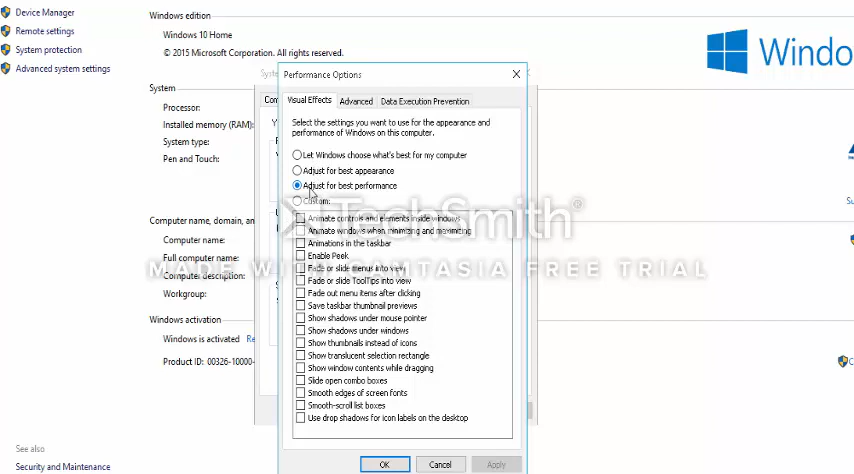 Device Manager
Remote settings
System protection
Advanced system settings
Windows edition
Windows 10 Home
© 2015 Microsoft Corporation. All rights reserved.
Windo
System
Processor:
Installed memory (RAM):
System type:
Pen and Touch:
Computer name, domain, an
Computer name:
Full computer name:
Computer description:
Workgroup:
Windows activation
Windows is activated Re
Product ID: 00326-10000-
See also
Security and Maintenance
Syst
Com
Performance Options
Visual Effects
Advanced
Data Execution Prevention
Select the settings you want to use for the appearance and
performance of Windows on this computer.
Let Windows choose what's best for my computer
Adjust for best appearance
Adjust for best performance
Custom:
Animate controls and elements inside windows
Animate windows when minimizing and maximizing
Animations in the taskbar
Enable Peek
Fade or slide menus into view
Fade or slide ToolTips into view
Fade out menu items after clicking
Save taskbar thumbnail previews
Show shadows under mouse pointer
Show shadows under windows
Show thumbnails instead of icons
Show translucent selection rectangle
Show window contents while dragging
Slide open combo boxes
Smooth edges of screen fonts
Smooth-scroll list boxes
Use drop shadows for icon labels on the desktop
OK
Cancel
Apply
TechSmith®
MADE WITH CAMTASIA FREE TRIAL